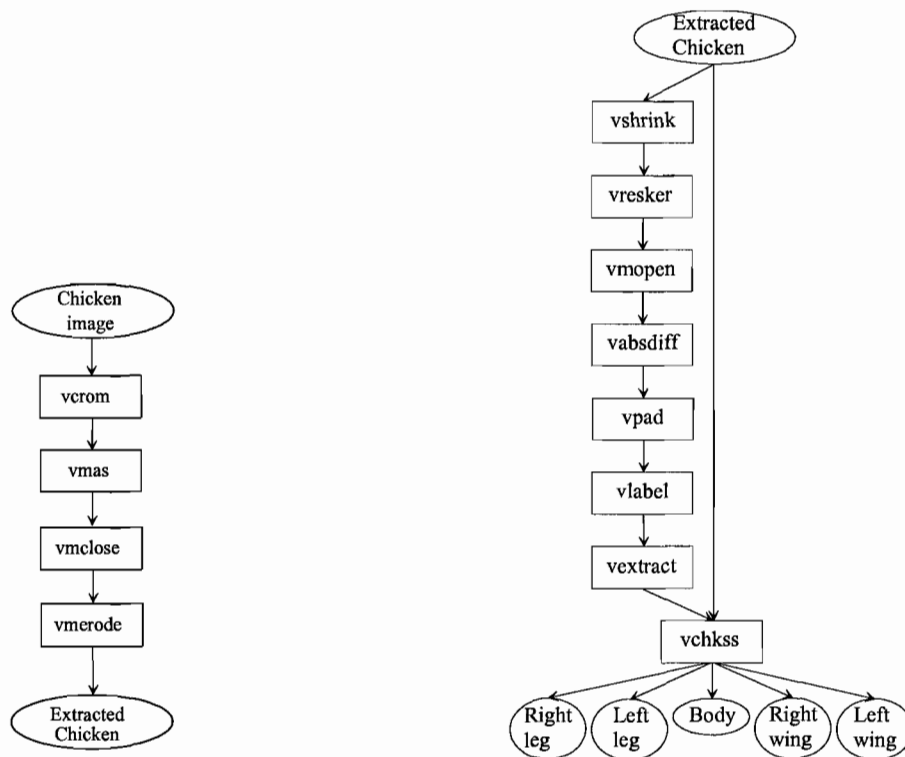 Chicken
image
vcrom
vmas
vmclose
vmerode
Extracted
Chicken
Extracted
Chicken
vshrink
vresker
vmopen
vabsdiff
vpad
vlabel
vextract
vchkss
Right
leg
Left
leg
Body
Right
wing
Left
wing